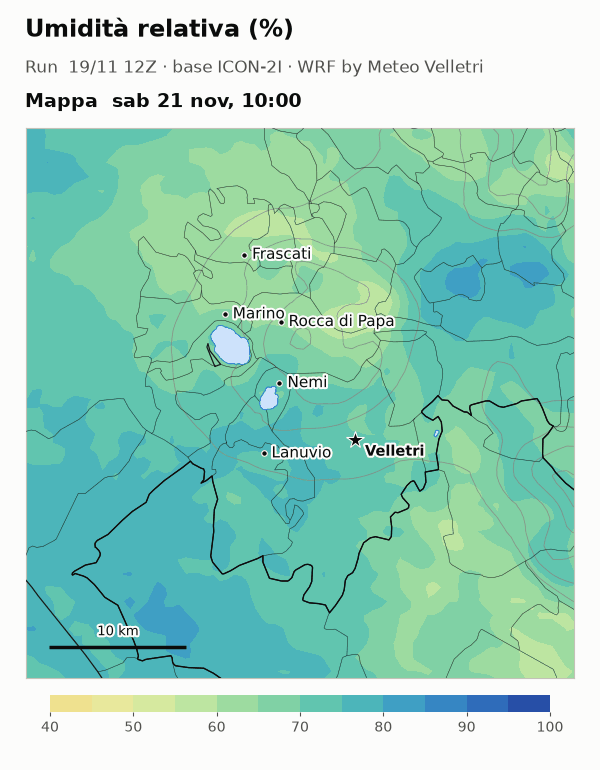 Umidità relativa (%)
Run  19/11 12Z · base ICON-2I · WRF by Meteo Velletri
Mappa  sab 21 nov, 10:00
Frascati
Marino
Rocca di Papa
Nemi
Velletri
Lanuvio
10 km
40 50 60 70 80 90 100